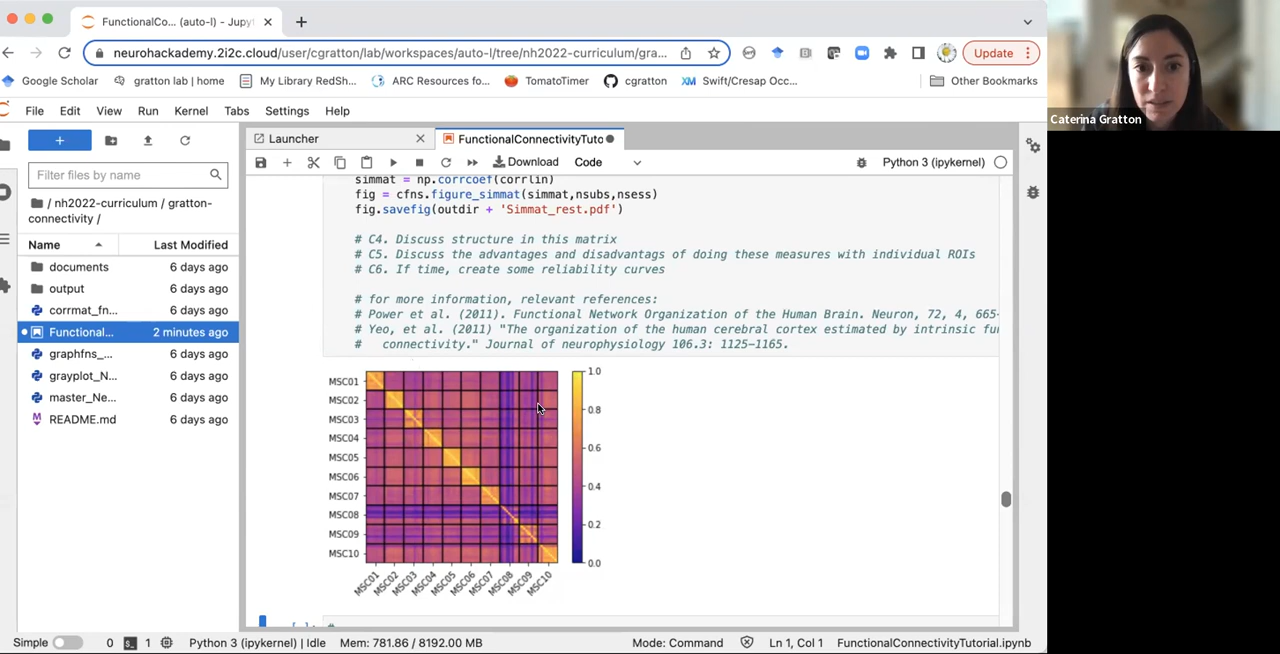 FunctionalCo... (auto-l) - Jupyt
neurohackademy.2i2c.cloud/user/cgratton/lab/workspaces/auto-l/tree/nh2022-curriculum/gra...
Update
Google Scholar
gratton lab | home
My Library RedSh...
ARC Resources fo...
TomatoTimer
cgratton
Swift/Cresap Occ...
Other Bookmarks
File Edit View Run Kernel Tabs Settings Help
Launcher
FunctionalConnectivityTuto
Download
Code
Python 3 (ipykernel)
Filter files by name
/ nh2022-curriculum / gratton-
connectivity /
Name Last Modified
documents 6 days ago
output 6 days ago
corrmat_fn... 6 days ago
Functional... 2 minutes ago
graphfns_... 6 days ago
grayplot_N... 6 days ago
master_Ne... 6 days ago
README.md 6 days ago
simmat = np.corrcoef(corrlin)
fig = cfns.figure_simmat(simmat,nsubs,nsess)
fig.savefig(outdir + 'Simmat_rest.pdf')
# C4. Discuss structure in this matrix
# C5. Discuss the advantages and disadvantags of doing these measures with individual ROIs
# C6. If time, create some reliability curves
# for more information, relevant references:
# Power et al. (2011). Functional Network Organization of the Human Brain. Neuron, 72, 4, 665-
# Yeo, et al. (2011) "The organization of the human cerebral cortex estimated by intrinsic fun
# connectivity." Journal of neurophysiology 106.3: 1125-1165.
MSC01
MSC02
MSC03
MSC04
MSC05
MSC06
MSC07
MSC08
MSC09
MSC10
MSC01 MSC02 MSC03 MSC04 MSC05 MSC06 MSC07 MSC08 MSC09 MSC10
1.0
0.8
0.6
0.4
0.2
0.0
Simple 0 1 Python 3 (ipykernel) | Idle Mem: 781.86 / 8192.00 MB Mode: Command Ln 1, Col 1 FunctionalConnectivityTutorial.ipynb
Caterina Gratton